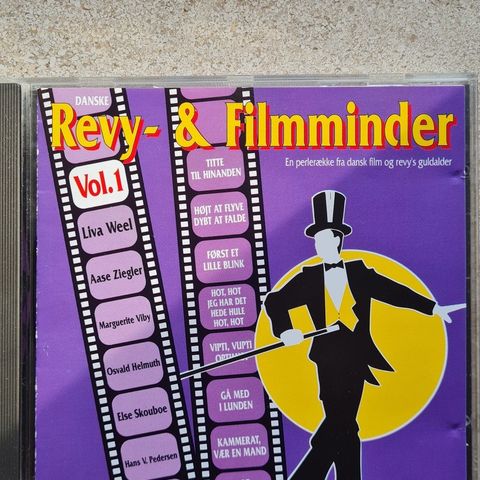 DANSKE
Revy- & Filmminder
En perlerække fra dansk film og revy's guldalder
Vol.1
Liva Weel
Aase Ziegler
Marguerite Viby
Osvald Helmuth
Else Skouboe
Hans V. Pedersen
TITTE
TIL HINANDEN
HØJT AT FLYVE
DYBT AT FALDE
FØRST ET
LILLE BLINK
HOT, HOT
JEG HAR DET
HEDE HULE
HOT, HOT
VIPTI, VUPTI
GÅ MED
I LUNDEN
KAMMERAT,
VÆR EN MAND